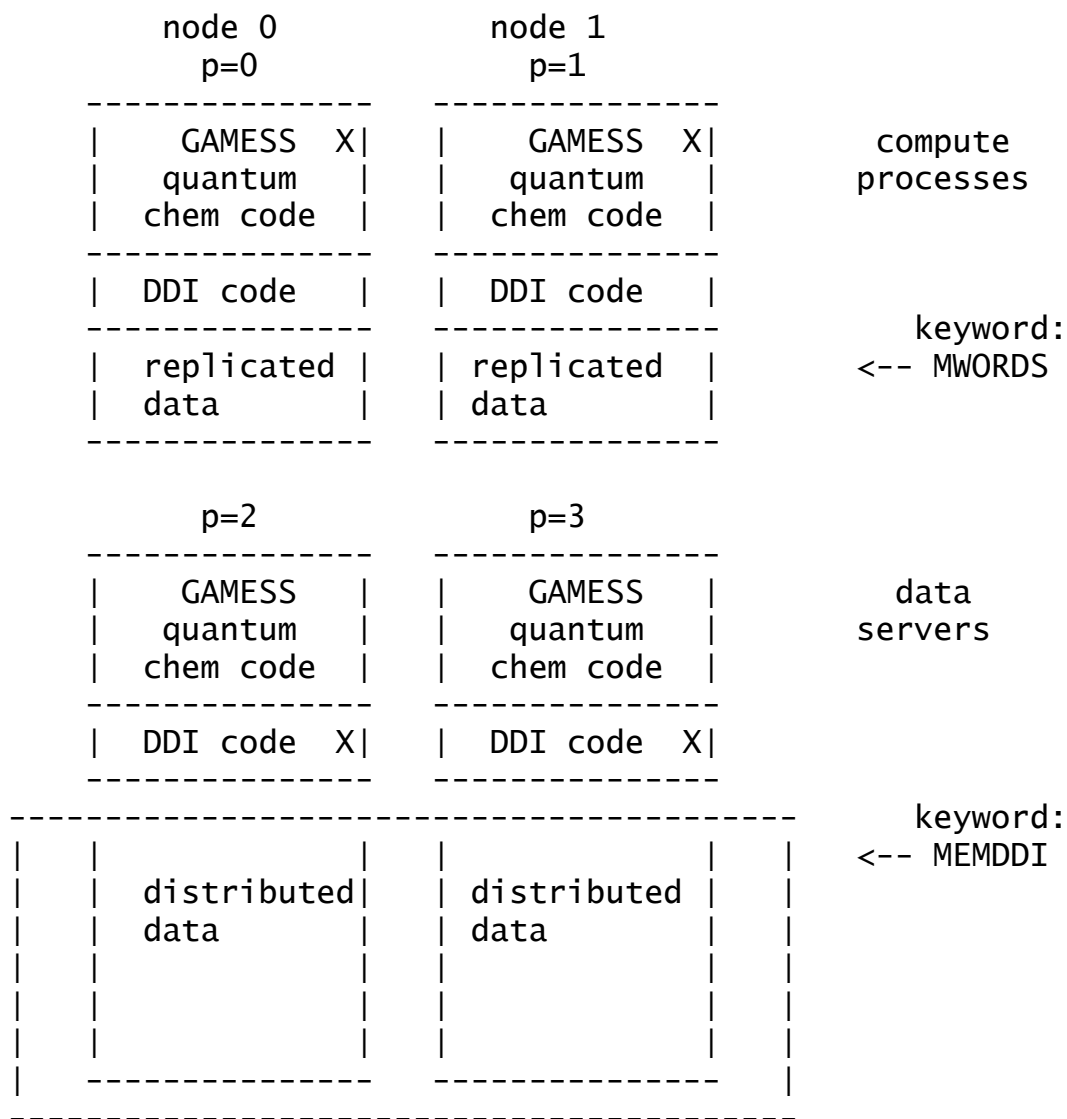 node 0 node 1
p=0 p=1
--------------- ---------------
| GAMESS X| | GAMESS X| compute
| quantum | | quantum | processes
| chem code | | chem code |
--------------- ---------------
| DDI code | | DDI code |
--------------- --------------- keyword:
| replicated | | replicated | <-- MWORDS
| data | | data |
--------------- ---------------
p=2 p=3
--------------- ---------------
| GAMESS | | GAMESS | data
| quantum | | quantum | servers
| chem code | | chem code |
--------------- ---------------
| DDI code X| | DDI code X|
--------------- ---------------
----------------------------------------- keyword:
| | | | | | <-- MEMDDI
| | distributed| | distributed | |
| | data | | data | |
| | | | | |
| | | | | |
| | | | | |
| --------------- --------------- |
-----------------------------------------